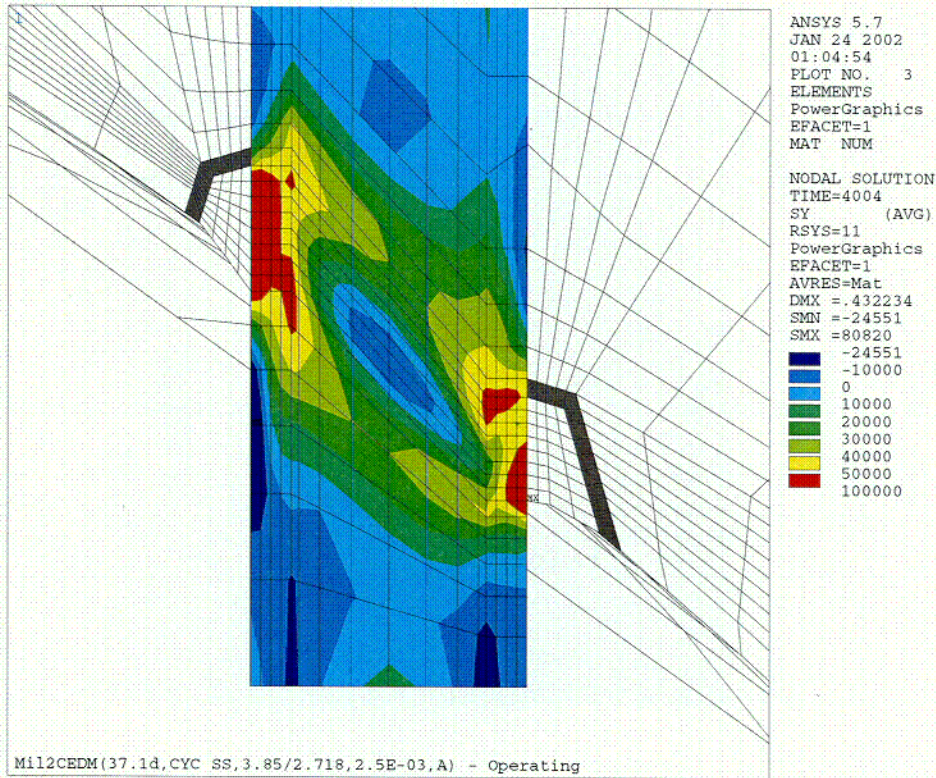 1
ANSYS 5.7
JAN 24 2002
01:04:54
PLOT NO. 3
ELEMENTS
PowerGraphics
EFACET=1
MAT NUM
NODAL SOLUTION
TIME=4004
SY (AVG)
RSYS=11
PowerGraphics
EFACET=1
AVRES=Mat
DMX =.432234
SMN =-24551
SMX =80820
-24551
-10000
0
10000
20000
30000
40000
50000
100000
MX
Mil2CEDM(37.1d,CYC SS,3.85/2.718,2.5E-03,A) - Operating